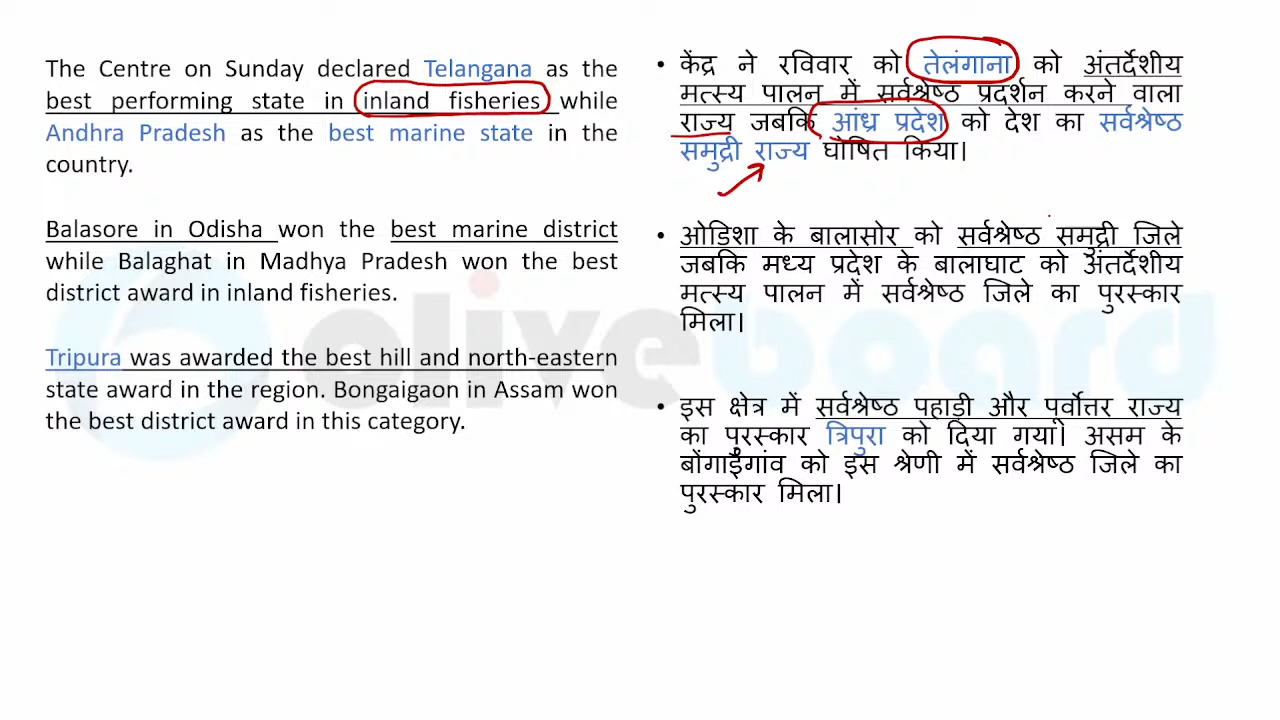 The Centre on Sunday declared Telangana as the
best performing state in inland fisheries while
Andhra Pradesh as the best marine state in the
country.
Balasore in Odisha won the best marine district
while Balaghat in Madhya Pradesh won the best
district award in inland fisheries.
Tripura was awarded the best hill and north-eastern
state award in the region. Bongaigaon in Assam won
the best district award in this category.
• केंद्र ने रविवार को तेलंगाना को अंतर्देशीय
मत्स्य पालन में सर्वश्रेष्ठ प्रदर्शन करने वाला
राज्य जबकि आंध्र प्रदेश को देश का सर्वश्रेष्ठ
समुद्री राज्य घोषित किया।
• ओडिशा के बालासोर को सर्वश्रेष्ठ समुद्री जिले
जबकि मध्य प्रदेश के बालाघाट को अंतर्देशीय
मत्स्य पालन में सर्वश्रेष्ठ जिले का पुरस्कार
मिला।
• इस क्षेत्र में सर्वश्रेष्ठ पहाड़ी और पूर्वोत्तर राज्य
का पुरस्कार त्रिपुरा को दिया गया। असम के
बोंगाईगांव को इस श्रेणी में सर्वश्रेष्ठ जिले का
पुरस्कार मिला।
oliveboard